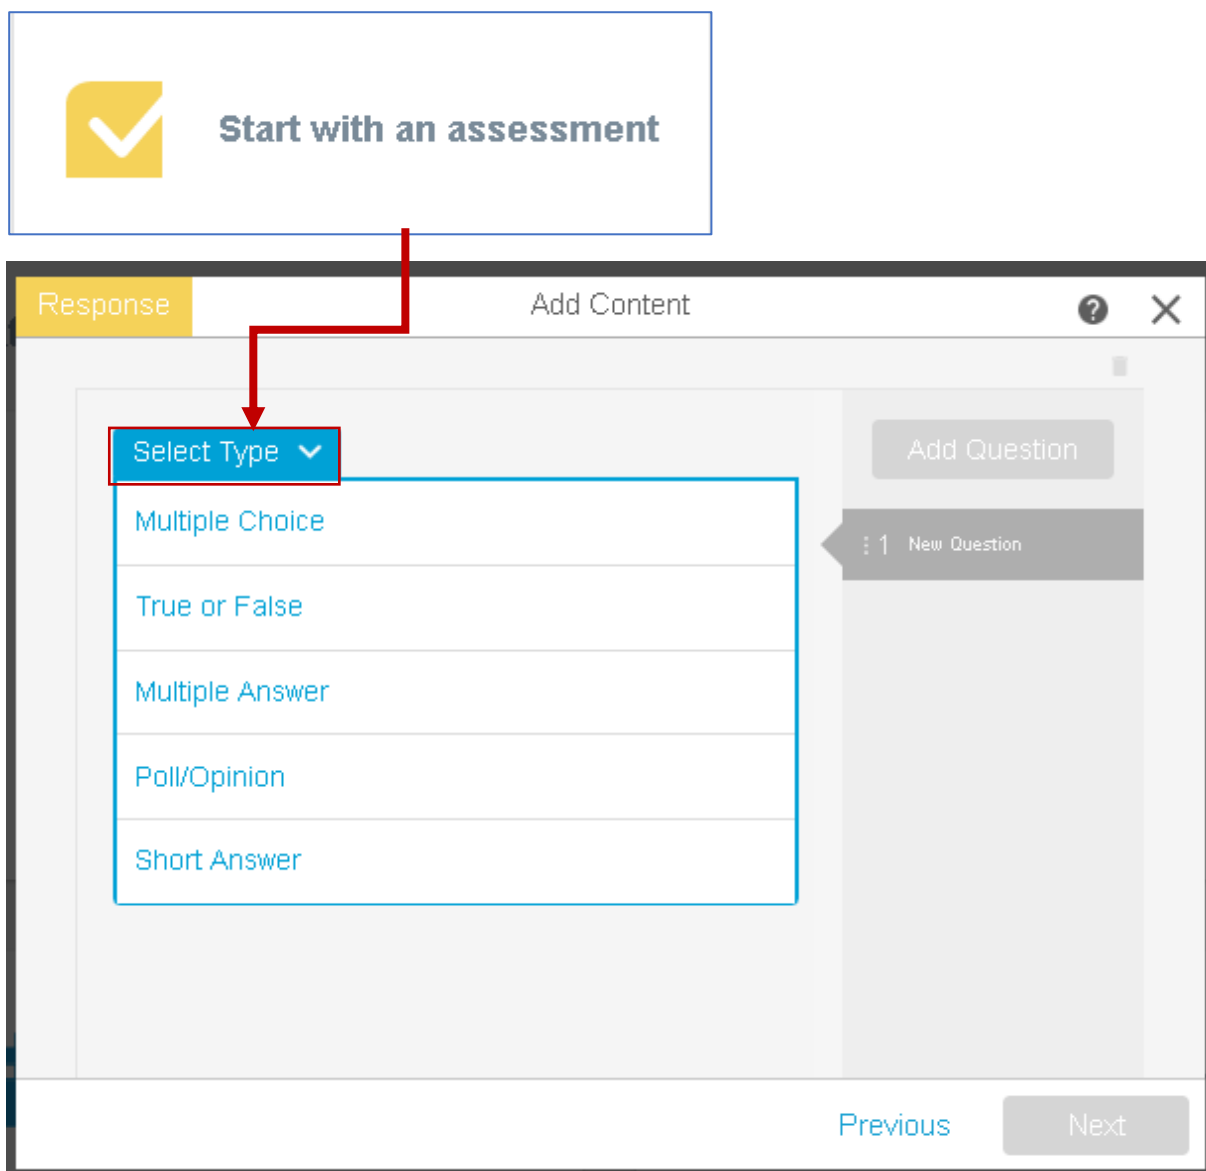 Start with an assessment
Response
Add Content
Select Type
Add Question
Multiple Choice
1 New Question
True or False
Multiple Answer
Poll/Opinion
Short Answer
Previous
Next